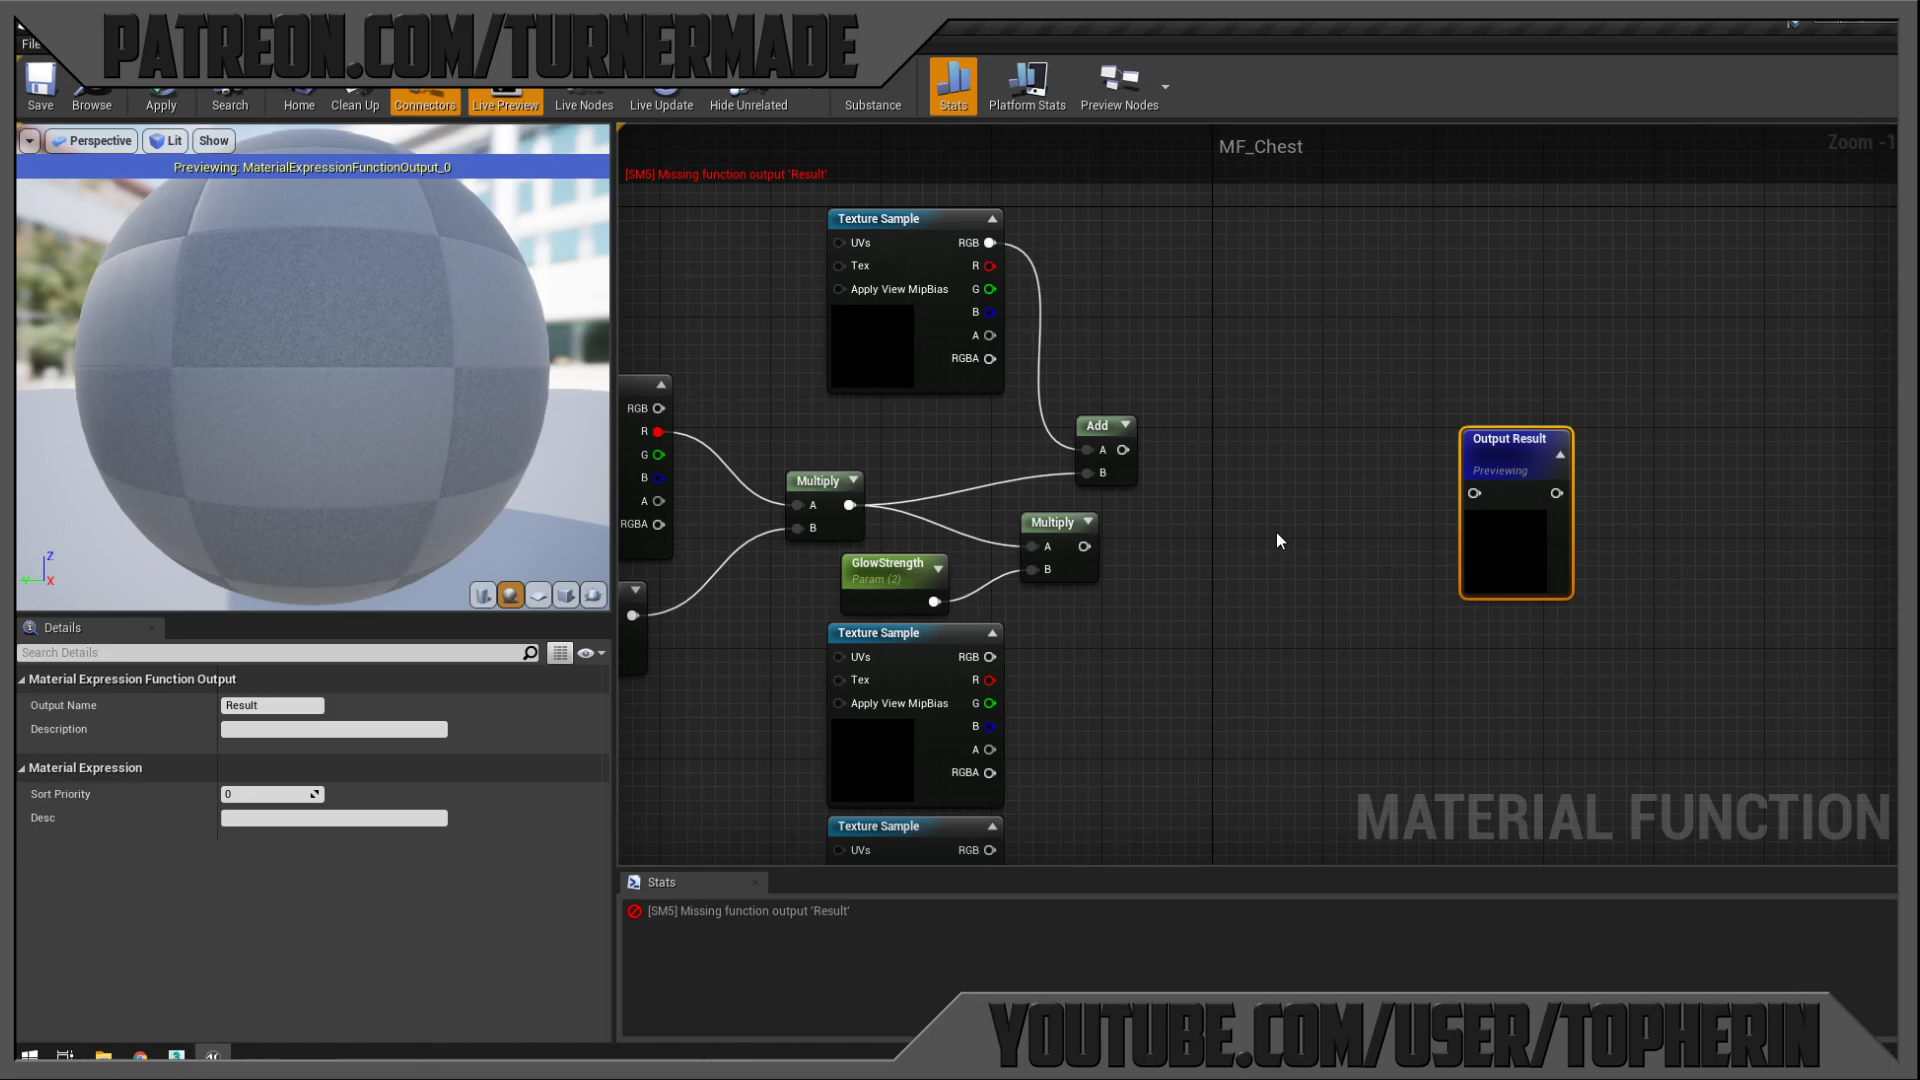 PATREON.COM/TURNERMADE
File
Save
Browse
Apply
Search
Home
Clean Up
Connectors
Live Preview
Live Nodes
Live Update
Hide Unrelated
Substance
Stats
Platform Stats
Preview Nodes
Perspective
Lit
Show
Previewing: MaterialExpressionFunctionOutput_0
MF_Chest
Zoom -1
[SM5] Missing function output 'Result'
Texture Sample
UVs
RGB
Tex
R
Apply View MipBias
G
B
A
RGBA
RGB
R
G
B
A
RGBA
Multiply
A
B
Add
A
B
Multiply
A
B
GlowStrength
Param (2)
Output Result
Previewing
Texture Sample
UVs
RGB
Tex
R
Apply View MipBias
G
B
A
RGBA
Texture Sample
UVs
RGB
MATERIAL FUNCTION
Z
Y
X
Details
Search Details
Material Expression Function Output
Output Name
Result
Description
Material Expression
Sort Priority
0
Desc
Stats
[SM5] Missing function output 'Result'
YOUTUBE.COM/USER/TOPHERIN